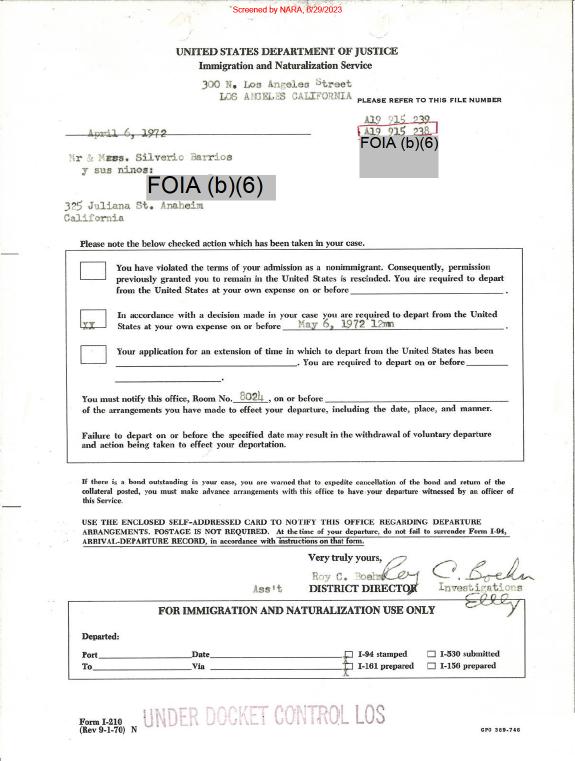 "Screened by NARA, 6/29/2023
UNITED STATES DEPARTMENT OF JUSTICE
Immigration and Naturalization Service
300 N. Los Angeles Street
LOS ANGELES CALIFORNIA
PLEASE REFER TO THIS FILE NUMBER
A19 915 239
A19 915 238
FOIA (b)(6)
April 6, 1972
Mr & Mess. Silverio Barrios
y sus ninos:
FOIA (b)(6)
325 Juliana St. Anaheim
California
Please note the below checked action which has been taken in your case.
You have violated the terms of your admission as a nonimmigrant. Consequently, permission
previously granted you to remain in the United States is rescinded. You are required to depart
from the United States at your own expense on or before .
XX
In accordance with a decision made in your case you are required to depart from the United
States at your own expense on or before May 6, 1972 12mn .
Your application for an extension of time in which to depart from the United States has been
. You are required to depart on or before
.
You must notify this office, Room No. 8024, on or before
of the arrangements you have made to effect your departure, including the date, place, and manner.
Failure to depart on or before the specified date may result in the withdrawal of voluntary departure
and action being taken to effect your deportation.
If there is a bond outstanding in your case, you are warned that to expedite cancellation of the bond and return of the
collateral posted, you must make advance arrangements with this office to have your departure witnessed by an officer of
this Service.
USE THE ENCLOSED SELF-ADDRESSED CARD TO NOTIFY THIS OFFICE REGARDING DEPARTURE
ARRANGEMENTS. POSTAGE IS NOT REQUIRED. At the time of your departure, do not fail to surrender Form I-94,
ARRIVAL-DEPARTURE RECORD, in accordance with instructions on that form.
Very truly yours,
Roy C. Boehn Roy C. Boehn
Ass't DISTRICT DIRECTOR Investigations
FOR IMMIGRATION AND NATURALIZATION USE ONLY
Departed:
Port Date I-94 stamped I-530 submitted
To Via I-161 prepared I-156 prepared
Form I-210
(Rev 9-1-70) N
UNDER DOCKET CONTROL LOS
GPO 389-746